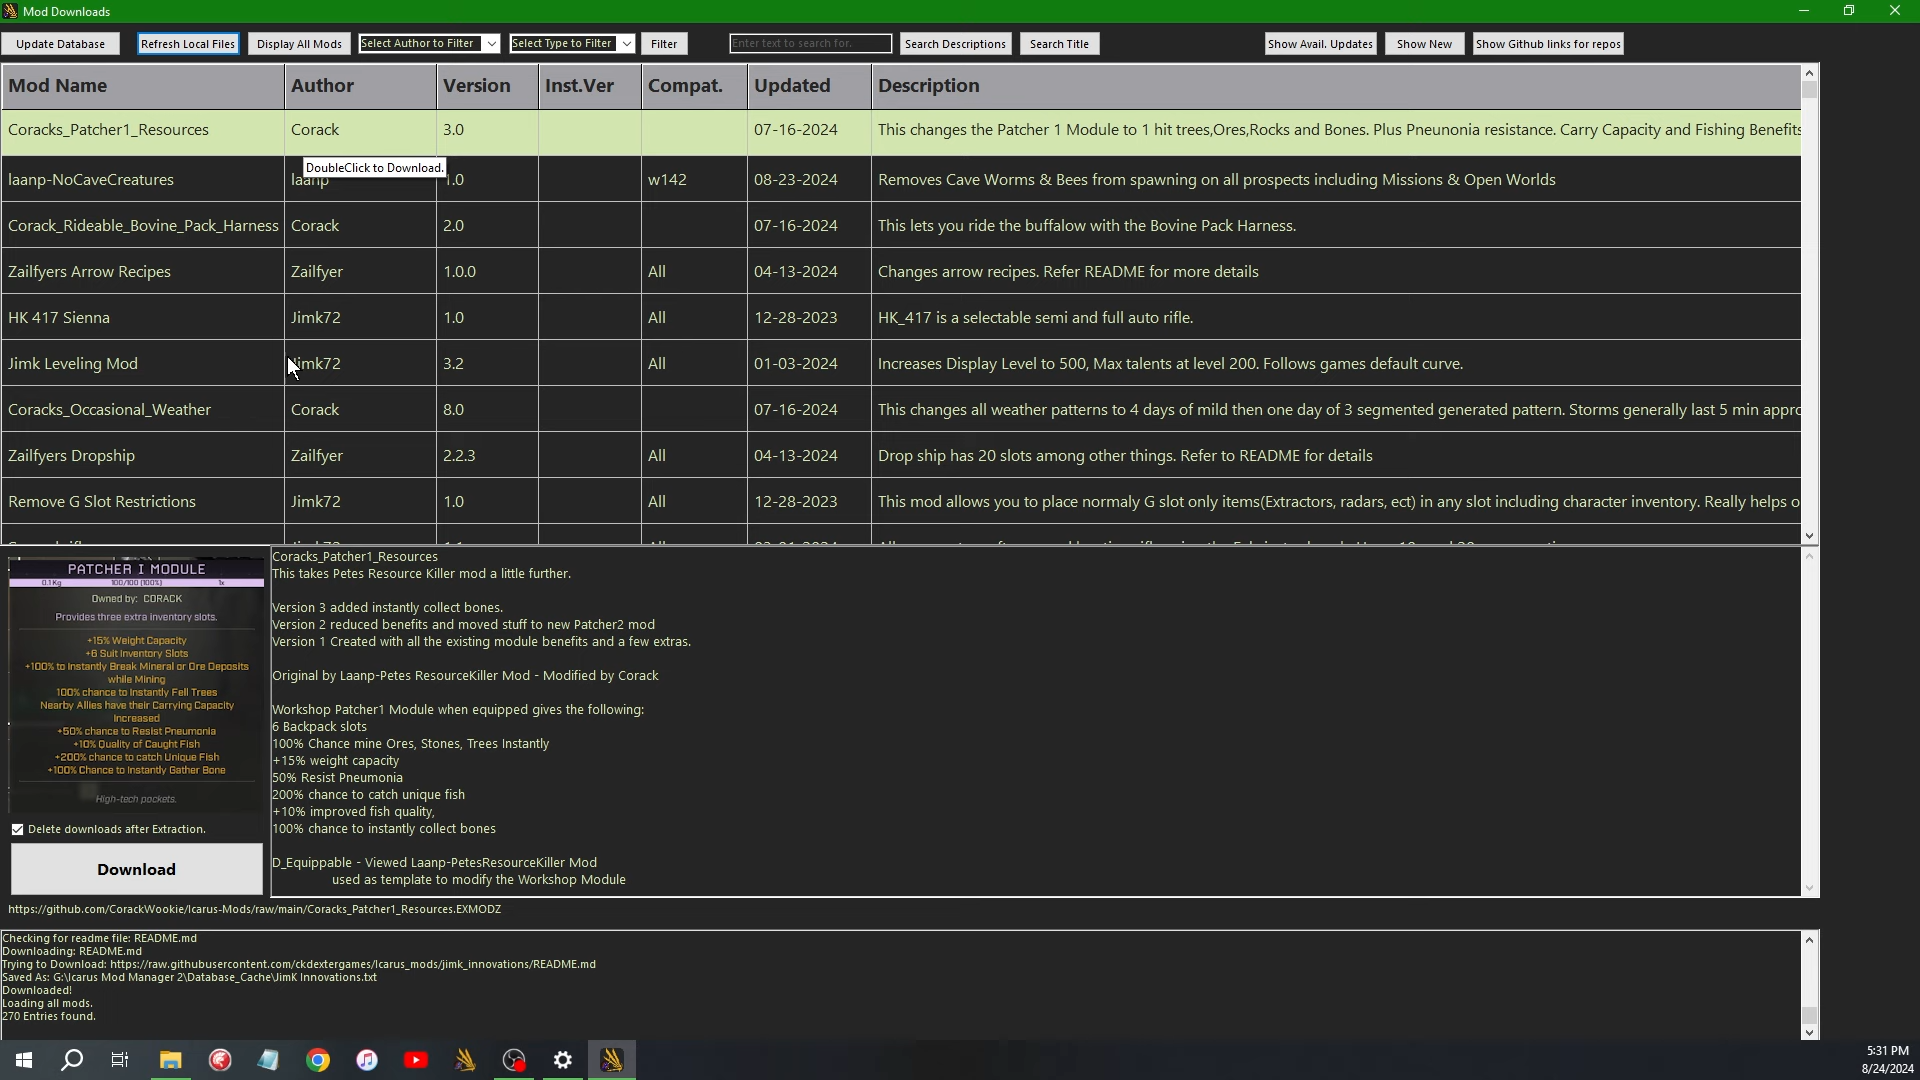 Mod Downloads
Update Database Refresh Local Files Display All Mods Select Author to Filter Select Type to Filter Filter Enter text to search for. Search Descriptions Search Title Show Avail. Updates Show New Show Github links for repos
Mod Name Author Version Inst.Ver Compat. Updated Description
Coracks_Patcher1_Resources Corack 3.0 07-16-2024 This changes the Patcher 1 Module to 1 hit trees,Ores,Rocks and Bones. Plus Pneunonia resistance. Carry Capacity and Fishing Benefits
DoubleClick to Download.
laanp-NoCaveCreatures laanp 1.0 w142 08-23-2024 Removes Cave Worms & Bees from spawning on all prospects including Missions & Open Worlds
Corack_Rideable_Bovine_Pack_Harness Corack 2.0 07-16-2024 This lets you ride the buffalow with the Bovine Pack Harness.
Zailfyers Arrow Recipes Zailfyer 1.0.0 All 04-13-2024 Changes arrow recipes. Refer README for more details
HK 417 Sienna Jimk72 1.0 All 12-28-2023 HK_417 is a selectable semi and full auto rifle.
Jimk Leveling Mod Jimk72 3.2 All 01-03-2024 Increases Display Level to 500, Max talents at level 200. Follows games default curve.
Coracks_Occasional_Weather Corack 8.0 07-16-2024 This changes all weather patterns to 4 days of mild then one day of 3 segmented generated pattern. Storms generally last 5 min appro
Zailfyers Dropship Zailfyer 2.2.3 All 04-13-2024 Drop ship has 20 slots among other things. Refer to README for details
Remove G Slot Restrictions Jimk72 1.0 All 12-28-2023 This mod allows you to place normaly G slot only items(Extractors, radars, ect) in any slot including character inventory. Really helps o
PATCHER I MODULE
0.1 Kg 100/100 (100%) 1x
Owned by: CORACK
Provides three extra inventory slots.
+15% Weight Capacity
+6 Suit Inventory Slots
+100% to Instantly Break Mineral or Ore Deposits
while Mining
100% chance to Instantly Fell Trees
Nearby Allies have their Carrying Capacity
Increased
+50% chance to Resist Pneumonia
+10% Quality of Caught Fish
+200% chance to catch Unique Fish
+100% Chance to Instantly Gather Bone
High-tech pockets.
Delete downloads after Extraction.
Download
Coracks_Patcher1_Resources
This takes Petes Resource Killer mod a little further.
Version 3 added instantly collect bones.
Version 2 reduced benefits and moved stuff to new Patcher2 mod
Version 1 Created with all the existing module benefits and a few extras.
Original by Laanp-Petes ResourceKiller Mod - Modified by Corack
Workshop Patcher1 Module when equipped gives the following:
6 Backpack slots
100% Chance mine Ores, Stones, Trees Instantly
+15% weight capacity
50% Resist Pneumonia
200% chance to catch unique fish
+10% improved fish quality,
100% chance to instantly collect bones
D_Equippable - Viewed Laanp-PetesResourceKiller Mod
used as template to modify the Workshop Module
https://github.com/CorackWookie/Icarus-Mods/raw/main/Coracks_Patcher1_Resources.EXMODZ
Checking for readme file: README.md
Downloading: README.md
Trying to Download: https://raw.githubusercontent.com/ckdextergames/Icarus_mods/jimk_innovations/README.md
Saved As: G:\Icarus Mod Manager 2\Database_Cache\JimK Innovations.txt
Downloaded!
Loading all mods.
270 Entries found.
5:31 PM
8/24/2024